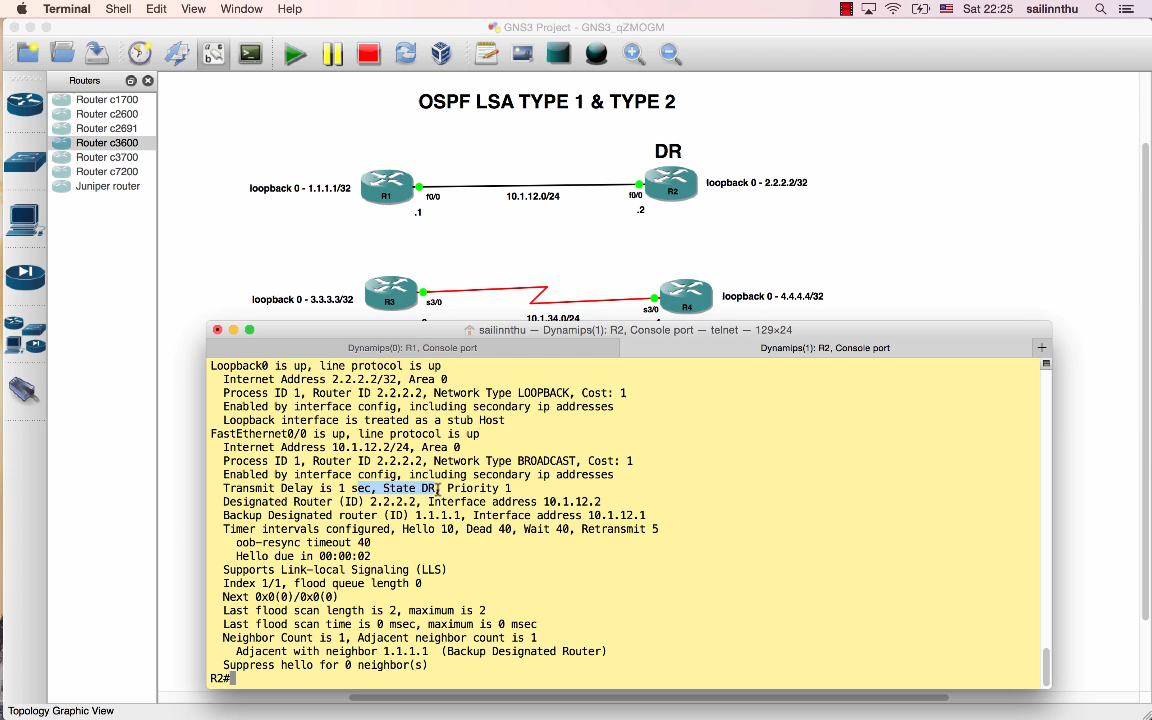 Terminal Shell Edit View Window Help Sat 22:25 sailinnthu
GNS3 Project - GNS3_qZMOGM
Routers
Router c1700
Router c2600
Router c2691
Router c3600
Router c3700
Router c7200
Juniper router
OSPF LSA TYPE 1 & TYPE 2
DR
loopback 0 - 1.1.1.1/32
R1
f0/0
.1
10.1.12.0/24
f0/0
.2
R2
loopback 0 - 2.2.2.2/32
loopback 0 - 3.3.3.3/32
R3
s3/0
10.1.34.0/24
s3/0
R4
loopback 0 - 4.4.4.4/32
sailinnthu — Dynamips(1): R2, Console port — telnet — 129×24
Dynamips(0): R1, Console port
Dynamips(1): R2, Console port
Loopback0 is up, line protocol is up
Internet Address 2.2.2.2/32, Area 0
Process ID 1, Router ID 2.2.2.2, Network Type LOOPBACK, Cost: 1
Enabled by interface config, including secondary ip addresses
Loopback interface is treated as a stub Host
FastEthernet0/0 is up, line protocol is up
Internet Address 10.1.12.2/24, Area 0
Process ID 1, Router ID 2.2.2.2, Network Type BROADCAST, Cost: 1
Enabled by interface config, including secondary ip addresses
Transmit Delay is 1 sec, State DR, Priority 1
Designated Router (ID) 2.2.2.2, Interface address 10.1.12.2
Backup Designated router (ID) 1.1.1.1, Interface address 10.1.12.1
Timer intervals configured, Hello 10, Dead 40, Wait 40, Retransmit 5
oob-resync timeout 40
Hello due in 00:00:02
Supports Link-local Signaling (LLS)
Index 1/1, flood queue length 0
Next 0x0(0)/0x0(0)
Last flood scan length is 2, maximum is 2
Last flood scan time is 0 msec, maximum is 0 msec
Neighbor Count is 1, Adjacent neighbor count is 1
Adjacent with neighbor 1.1.1.1 (Backup Designated Router)
Suppress hello for 0 neighbor(s)
R2#
Topology Graphic View